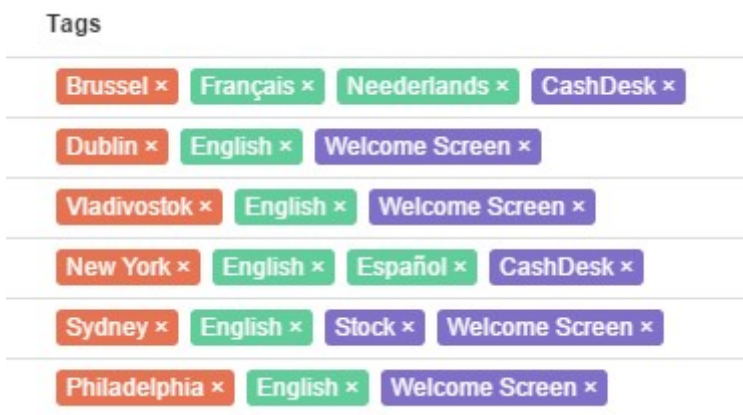 Tags
Brussel × Français × Neederlands × CashDesk ×
Dublin × English × Welcome Screen ×
Vladivostok × English × Welcome Screen ×
New York × English × Español × CashDesk ×
Sydney × English × Stock × Welcome Screen ×
Philadelphia × English × Welcome Screen ×